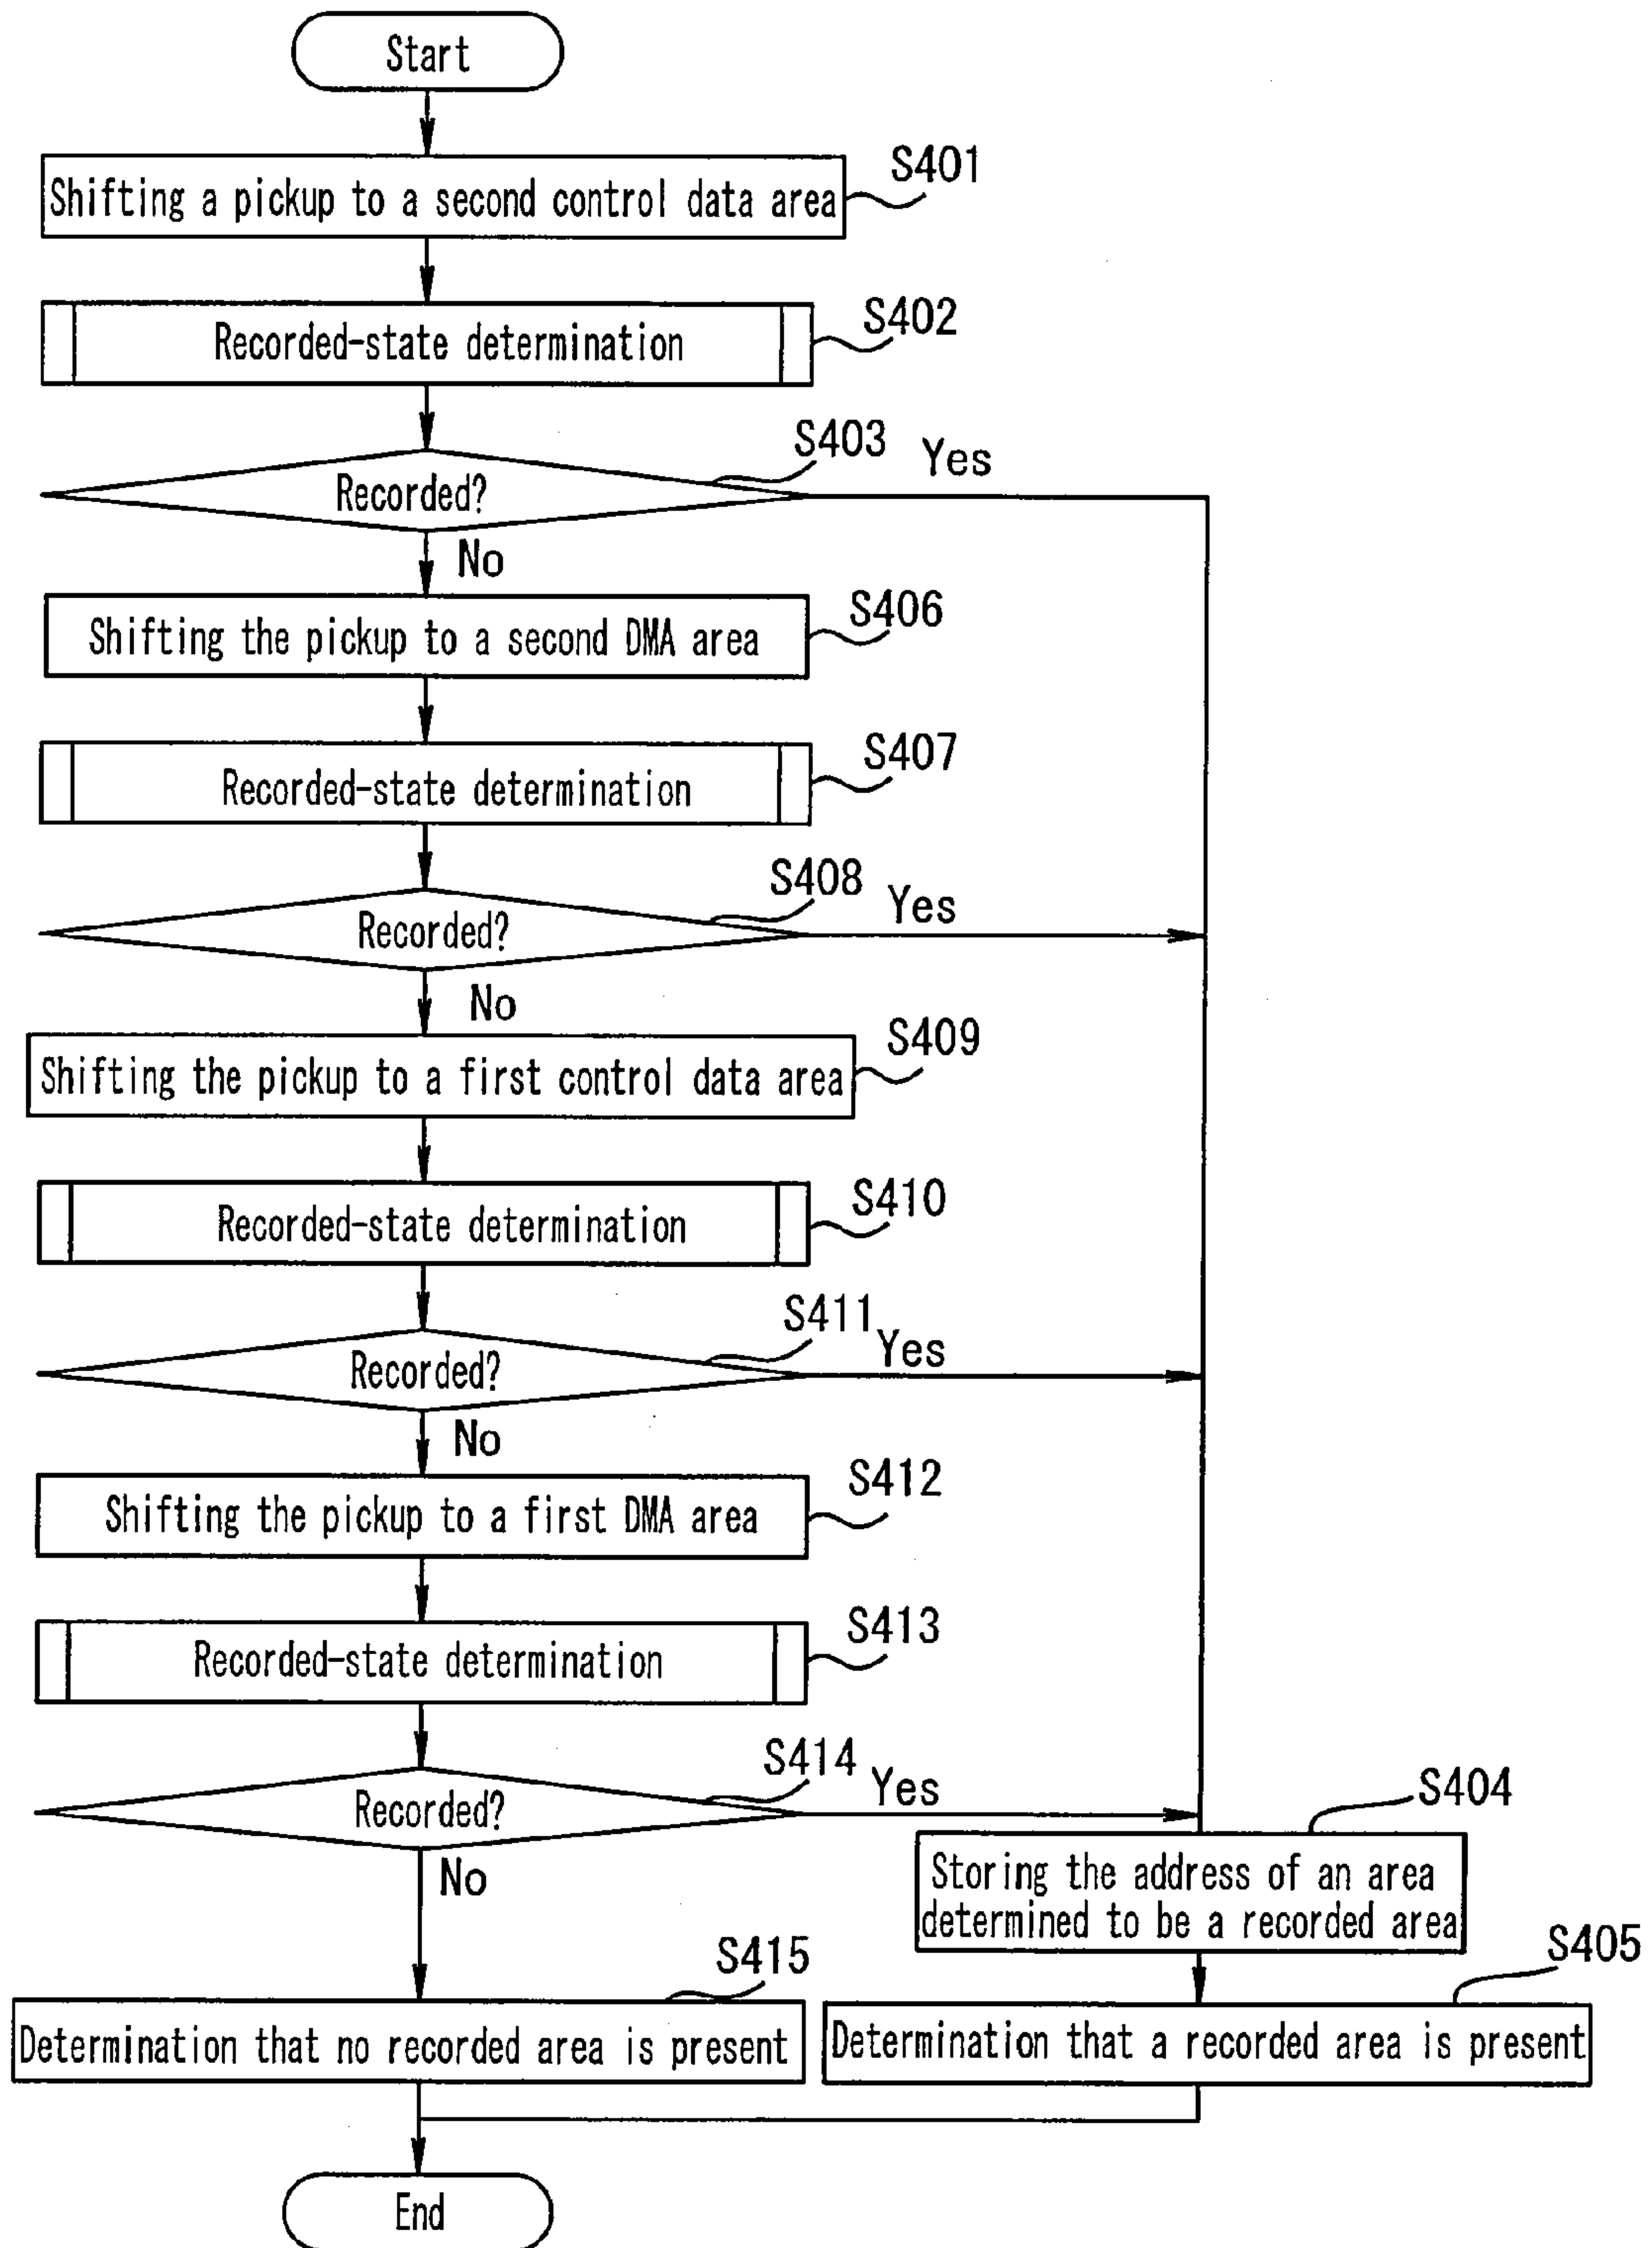 Start
S401
Shifting a pickup to a second control data area
S402
Recorded-state determination
S403
Yes
Recorded?
No
S406
Shifting the pickup to a second DMA area
S407
Recorded-state determination
S408
Yes
Recorded?
No
S409
Shifting the pickup to a first control data area
S410
Recorded-state determination
S411
Yes
Recorded?
No
S412
Shifting the pickup to a first DMA area
S413
Recorded-state determination
S414
Yes
Recorded?
No
S404
Storing the address of an area
determined to be a recorded area
S415
Determination that no recorded area is present
S405
Determination that a recorded area is present
End